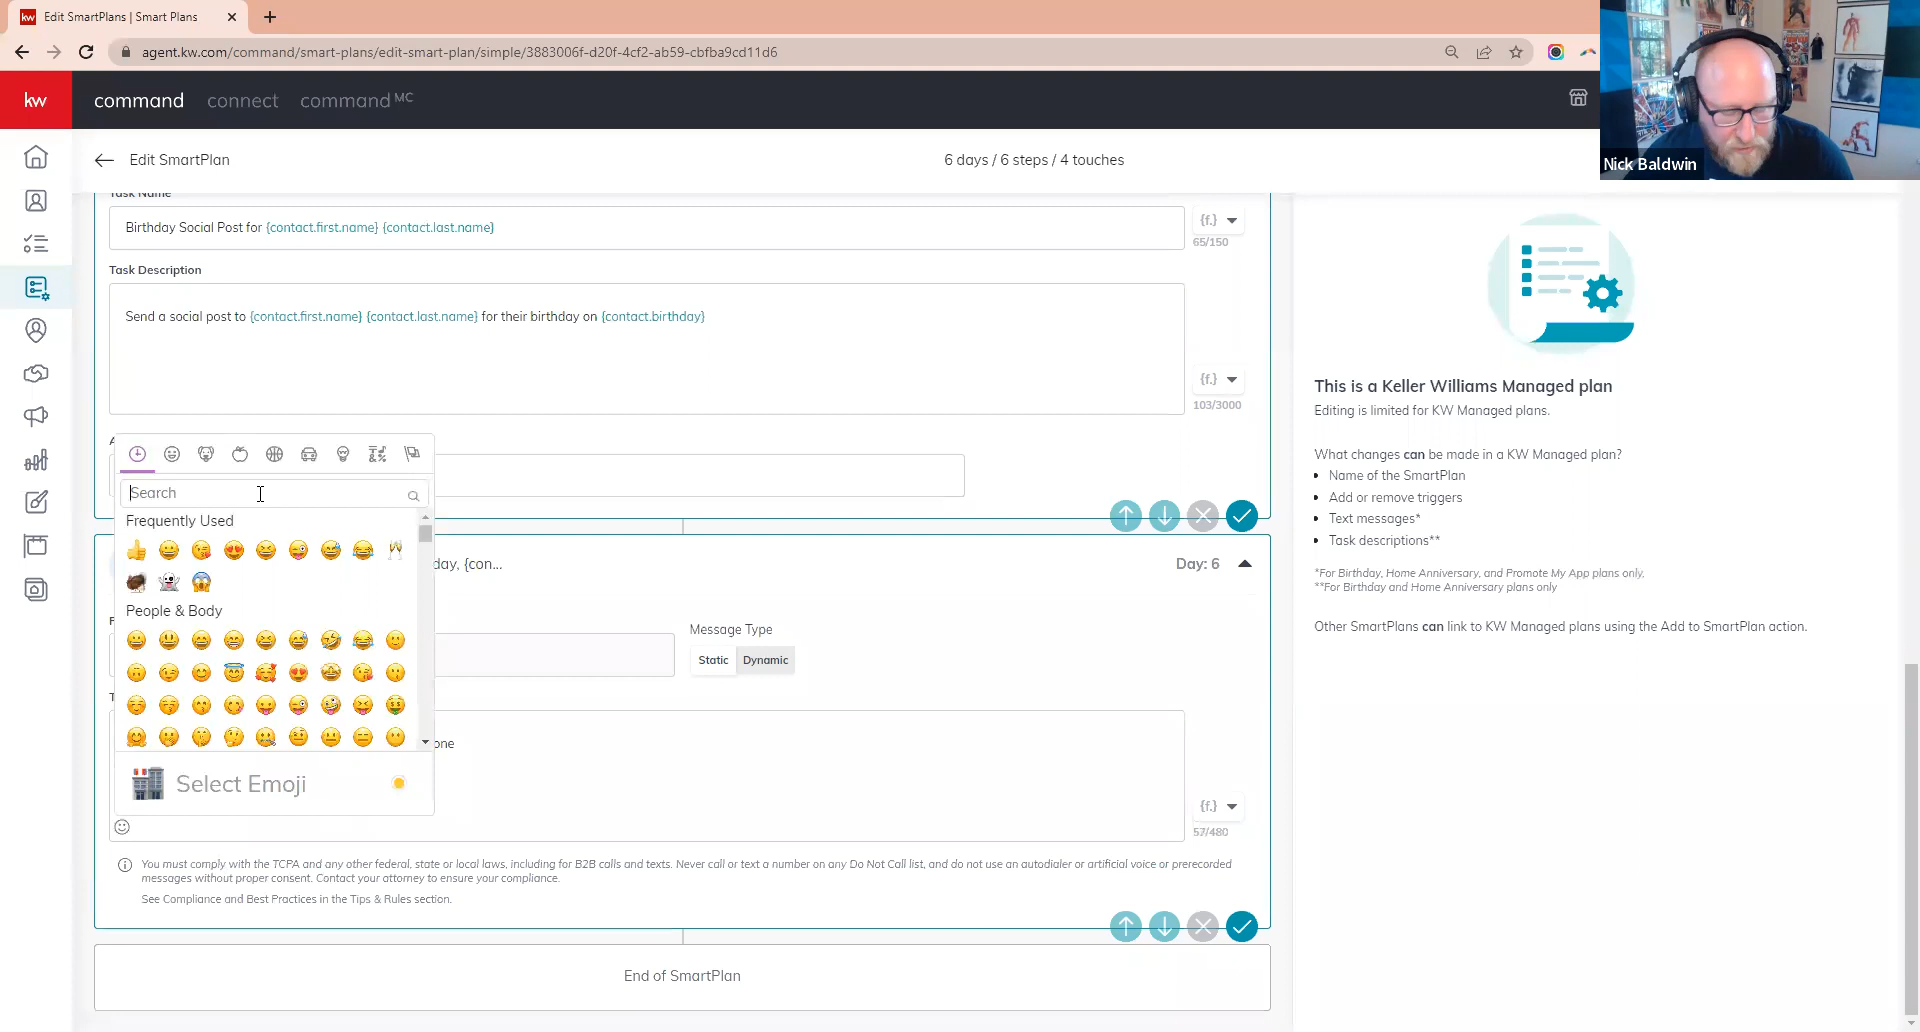 Edit SmartPlans | Smart Plans
agent.kw.com/command/smart-plans/edit-smart-plan/simple/3883006f-d20f-4cf2-ab59-cbfba9cd11d6
kw
command
connect
command MC
Nick Baldwin
Edit SmartPlan
6 days / 6 steps / 4 touches
Task Name
Birthday Social Post for {contact.first.name} {contact.last.name}
{f.}
65/150
Task Description
Send a social post to {contact.first.name} {contact.last.name} for their birthday on {contact.birthday}
{f.}
103/3000
Search
Frequently Used
People & Body
Select Emoji
day, {con...
Day: 6
Message Type
Static
Dynamic
one
{f.}
57/480
You must comply with the TCPA and any other federal, state or local laws, including for B2B calls and texts. Never call or text a number on any Do Not Call list, and do not use an autodialer or artificial voice or prerecorded
messages without proper consent. Contact your attorney to ensure your compliance.
See Compliance and Best Practices in the Tips & Rules section.
End of SmartPlan
This is a Keller Williams Managed plan
Editing is limited for KW Managed plans.
What changes can be made in a KW Managed plan?
Name of the SmartPlan
Add or remove triggers
Text messages*
Task descriptions**
*For Birthday, Home Anniversary, and Promote My App plans only.
**For Birthday and Home Anniversary plans only
Other SmartPlans can link to KW Managed plans using the Add to SmartPlan action.